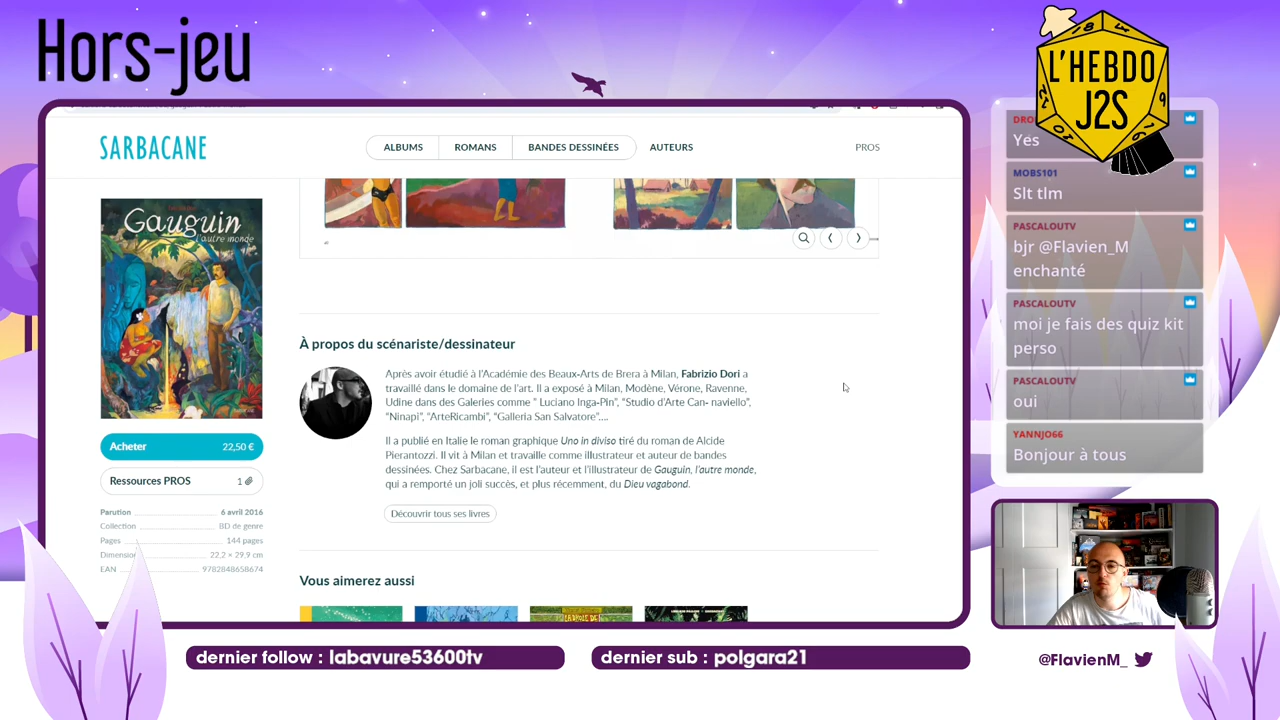 Hors-jeu
L'HEBDO
J2S
SARBACANE
ALBUMS
ROMANS
BANDES DESSINÉES
AUTEURS
PROS
Gauguin
l'autre monde
Acheter 22,50 €
Ressources PROS 1
Parution 6 avril 2016
Collection BD de genre
Pages 144 pages
Dimension 22,2 × 29,9 cm
EAN 9782848658674
À propos du scénariste/dessinateur
Après avoir étudié à l'Académie des Beaux-Arts de Brera à Milan, Fabrizio Dori a
travaillé dans le domaine de l'art. Il a exposé à Milan, Modène, Vérone, Ravenne,
Udine dans des Galeries comme " Luciano Inga-Pin", "Studio d'Arte Can- naviello",
"Ninapi", "ArteRicambi", "Galleria San Salvatore"....
Il a publié en Italie le roman graphique Uno in diviso tiré du roman de Alcide
Pierantozzi. Il vit à Milan et travaille comme illustrateur et auteur de bandes
dessinées. Chez Sarbacane, il est l'auteur et l'illustrateur de Gauguin, l'autre monde,
qui a remporté un joli succès, et plus récemment, du Dieu vagabond.
Découvrir tous ses livres
Vous aimerez aussi
Yes
MOBS101
Slt tlm
PASCALOUTV
bjr @Flavien_M
enchanté
PASCALOUTV
moi je fais des quiz kit
perso
PASCALOUTV
oui
YANNJO66
Bonjour à tous
dernier follow : labavure53600tv
dernier sub : polgara21
@FlavienM_